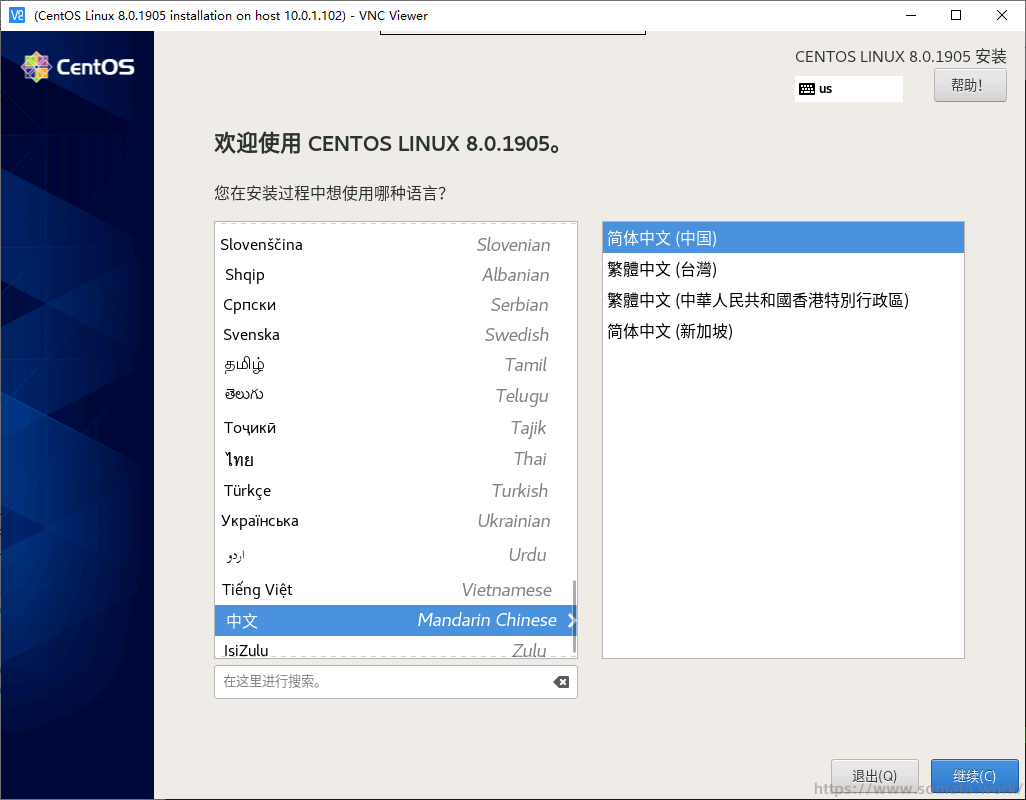 (CentOS Linux 8.0.1905 installation on host 10.0.1.102) - VNC Viewer
CentOS
CENTOS LINUX 8.0.1905 安装
us
帮助!
欢迎使用 CENTOS LINUX 8.0.1905。
您在安装过程中想使用哪种语言?
Slovenščina Slovenian
Shqip Albanian
Српски Serbian
Svenska Swedish
தமிழ் Tamil
తెలుగు Telugu
Тоҷикӣ Tajik
ไทย Thai
Türkçe Turkish
Українська Ukrainian
اردو Urdu
Tiếng Việt Vietnamese
中文 Mandarin Chinese
IsiZulu Zulu
简体中文 (中国)
繁體中文 (台灣)
繁體中文 (中華人民共和國香港特別行政區)
简体中文 (新加坡)
在这里进行搜索。
退出(Q)
继续(C)